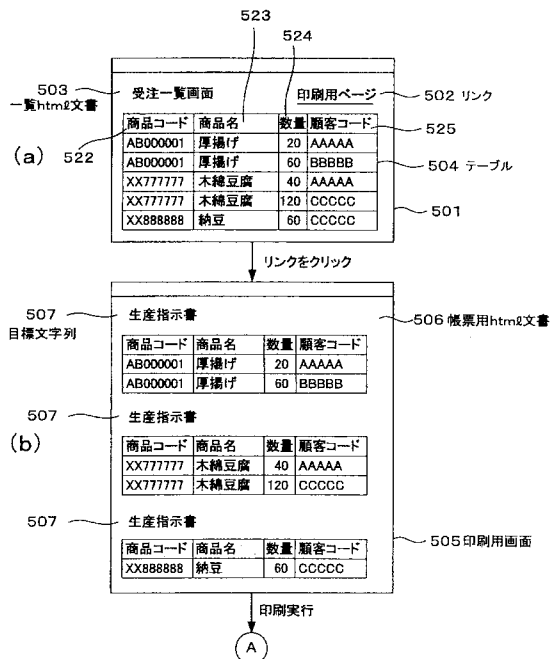 523
524
503
一覧htmℓ文書
受注一覧画面
印刷用ページ
502 リンク
(a)
522
商品コード 商品名 数量 顧客コード
525
AB000001 厚揚げ 20 AAAAA
AB000001 厚揚げ 60 BBBBB
504 テーブル
XX777777 木綿豆腐 40 AAAAA
XX777777 木綿豆腐 120 CCCCC
501
XX888888 納豆 60 CCCCC
リンクをクリック
507
目標文字列
生産指示書
506 帳票用htmℓ文書
商品コード 商品名 数量 顧客コード
AB000001 厚揚げ 20 AAAAA
AB000001 厚揚げ 60 BBBBB
507
生産指示書
(b)
商品コード 商品名 数量 顧客コード
XX777777 木綿豆腐 40 AAAAA
XX777777 木綿豆腐 120 CCCCC
507
生産指示書
505 印刷用画面
商品コード 商品名 数量 顧客コード
XX888888 納豆 60 CCCCC
印刷実行
A